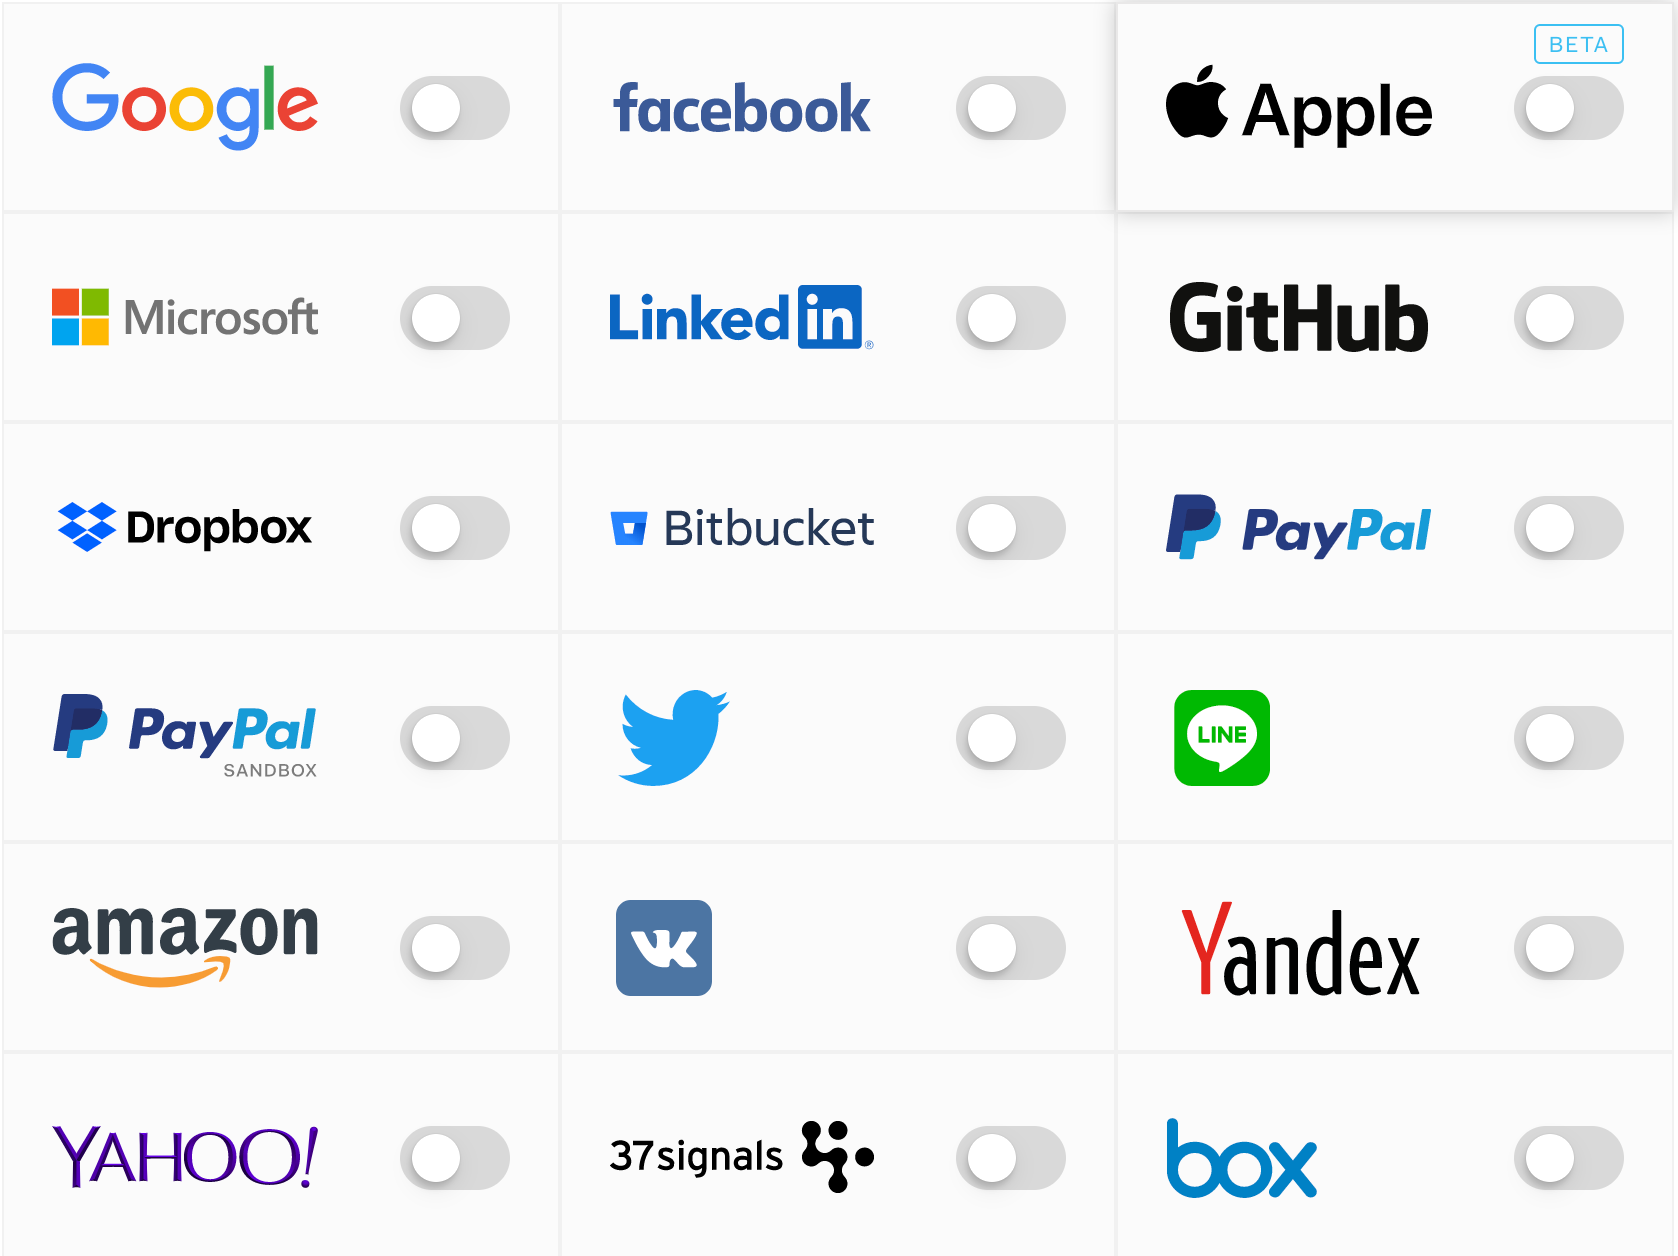 Google
facebook
BETA
Apple
Microsoft
Linked in ®
GitHub
Dropbox
Bitbucket
PayPal
PayPal
SANDBOX
LINE
amazon
VK
Yandex
YAHOO!
37signals
box